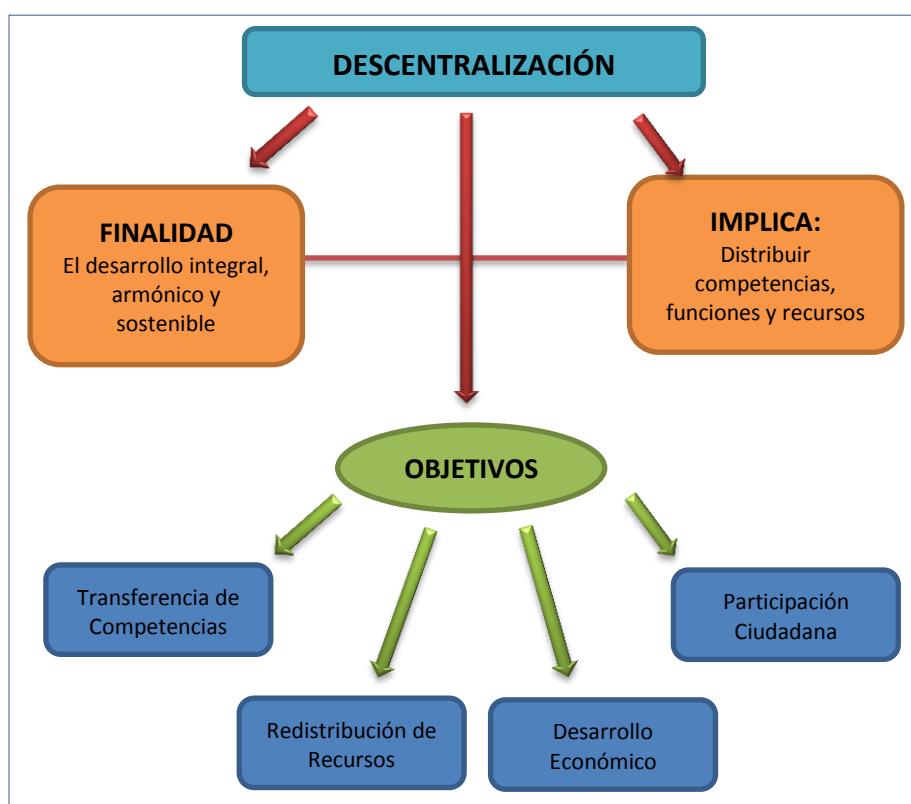 DESCENTRALIZACIÓN
FINALIDAD
El desarrollo integral,
armónico y
sostenible
IMPLICA:
Distribuir
competencias,
funciones y recursos
OBJETIVOS
Transferencia de
Competencias
Redistribución de
Recursos
Desarrollo
Económico
Participación
Ciudadana